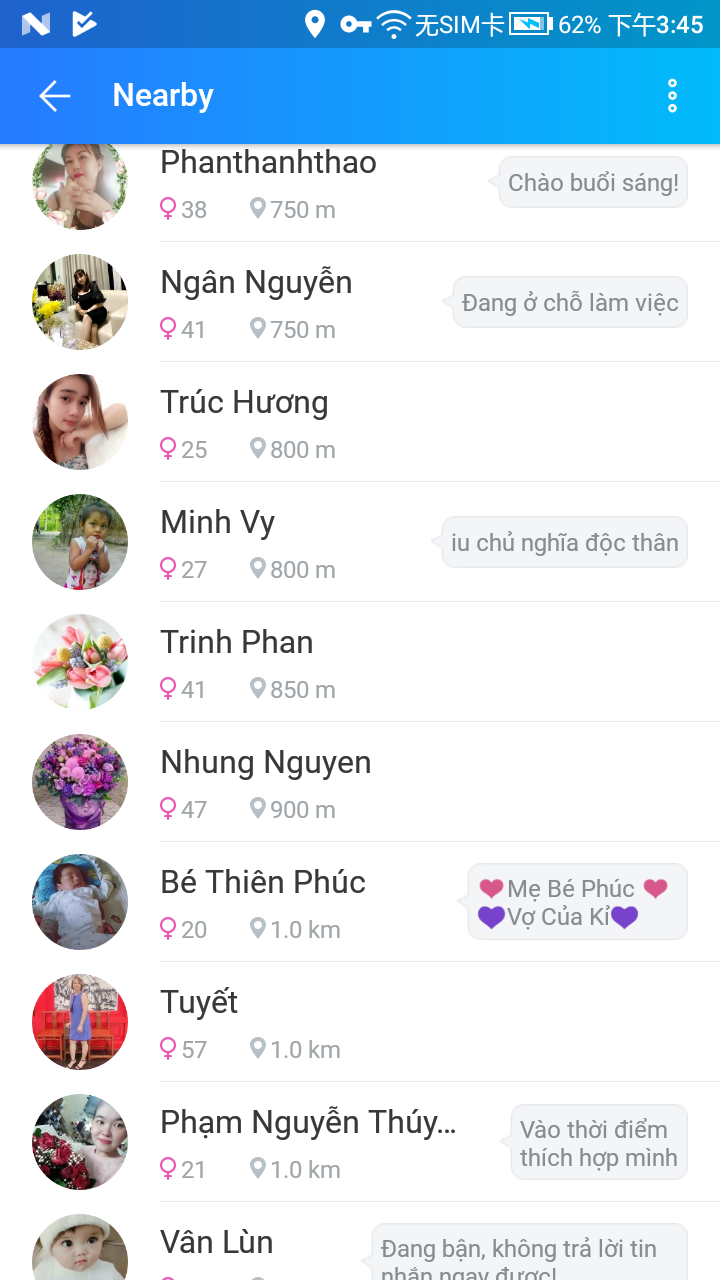 无SIM卡 62% 下午3:45
Nearby
Phanthanhthao
Chào buổi sáng!
38 750 m
Ngân Nguyễn
Đang ở chỗ làm việc
41 750 m
Trúc Hương
25 800 m
Minh Vy
iu chủ nghĩa độc thân
27 800 m
Trinh Phan
41 850 m
Nhung Nguyen
47 900 m
Bé Thiên Phúc
❤Mẹ Bé Phúc ❤
💜Vợ Của Kỉ💜
20 1.0 km
Tuyết
57 1.0 km
Phạm Nguyễn Thúy…
Vào thời điểm
thích hợp mình
21 1.0 km
Vân Lùn
Đang bận, không trả lời tin
nhắn ngay được!